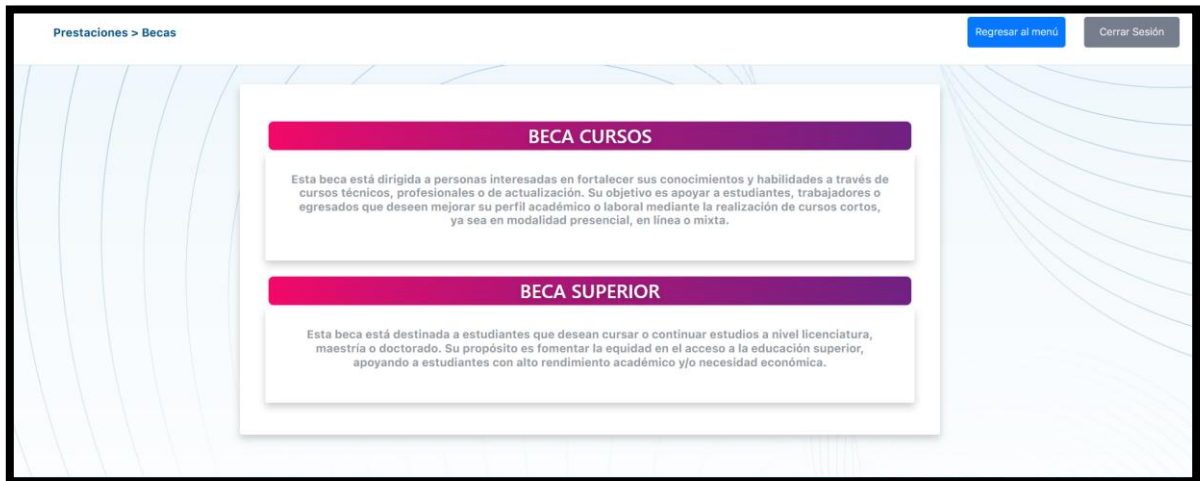 Prestaciones > Becas
Regresar al menú
Cerrar Sesión
BECA CURSOS
Esta beca está dirigida a personas interesadas en fortalecer sus conocimientos y habilidades a través de
cursos técnicos, profesionales o de actualización. Su objetivo es apoyar a estudiantes, trabajadores o
egresados que deseen mejorar su perfil académico o laboral mediante la realización de cursos cortos,
ya sea en modalidad presencial, en línea o mixta.
BECA SUPERIOR
Esta beca está destinada a estudiantes que desean cursar o continuar estudios a nivel licenciatura,
maestría o doctorado. Su propósito es fomentar la equidad en el acceso a la educación superior,
apoyando a estudiantes con alto rendimiento académico y/o necesidad económica.